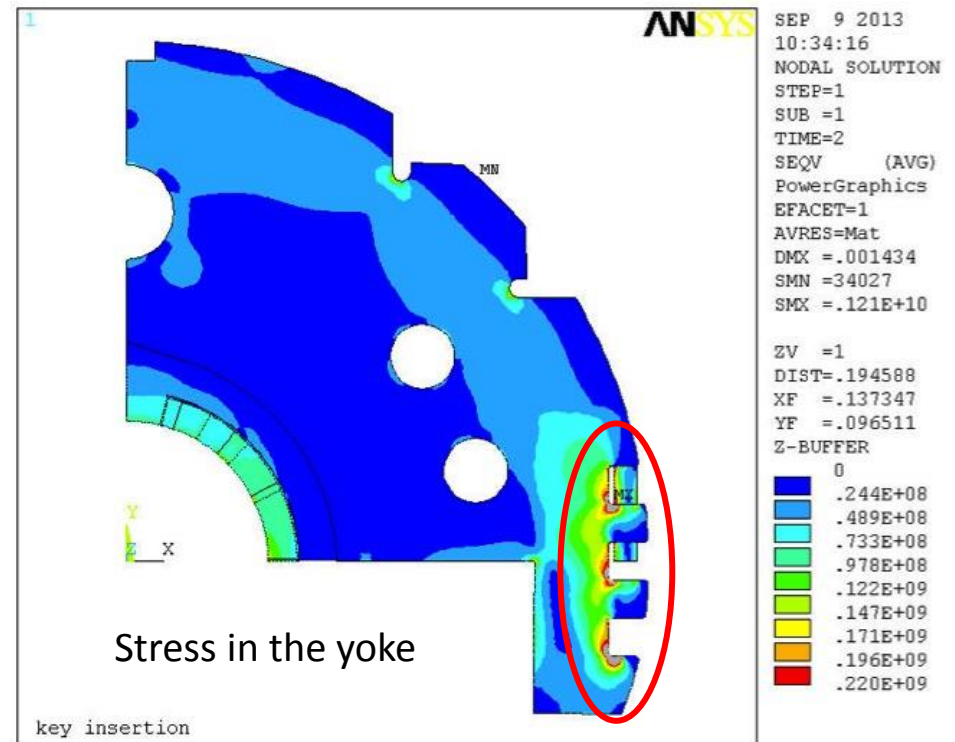 1
ANSYS
SEP 9 2013
10:34:16
NODAL SOLUTION
STEP=1
SUB =1
TIME=2
SEQV (AVG)
PowerGraphics
EFACET=1
AVRES=Mat
DMX =.001434
SMN =34027
SMX =.121E+10
ZV =1
DIST=.194588
XF =.137347
YF =.096511
Z-BUFFER
0
.244E+08
.489E+08
.733E+08
.978E+08
.122E+09
.147E+09
.171E+09
.196E+09
.220E+09
MN
MX
Y
Z X
Stress in the yoke
key insertion